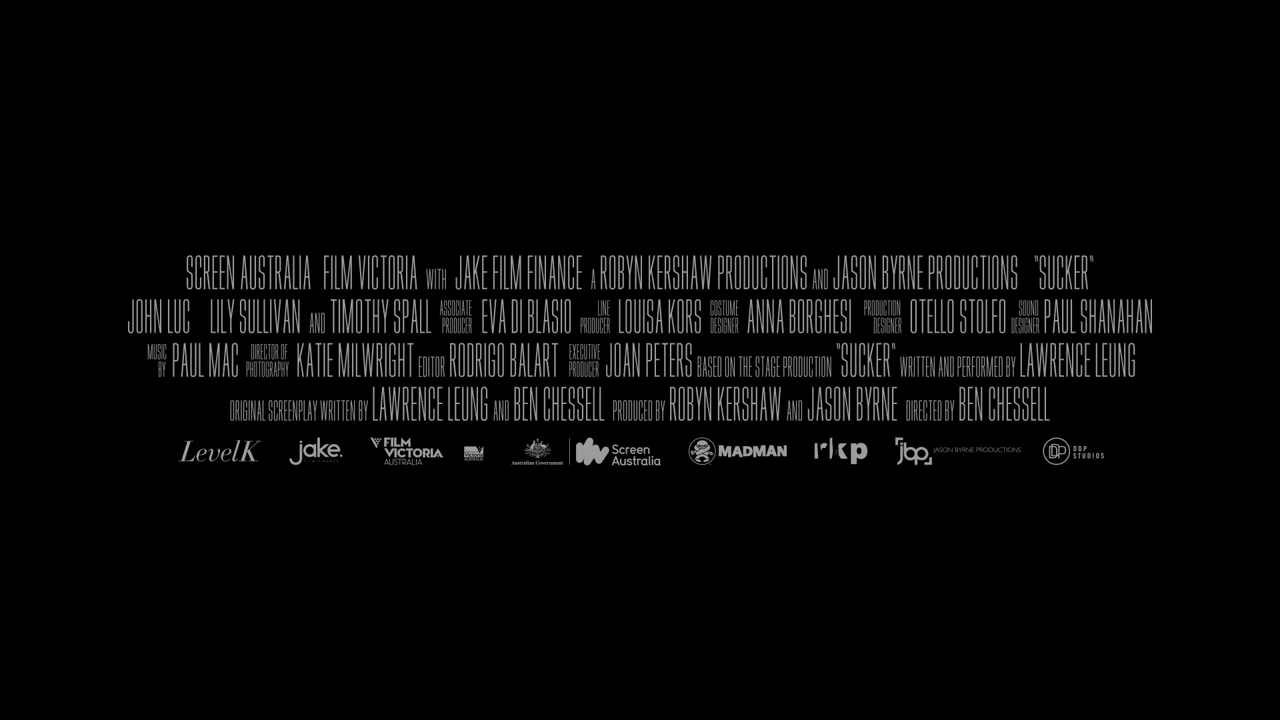 SCREEN AUSTRALIA FILM VICTORIA WITH JAKE FILM FINANCE A ROBYN KERSHAW PRODUCTIONS AND JASON BYRNE PRODUCTIONS "SUCKER"
JOHN LUC LILY SULLIVAN AND TIMOTHY SPALL ASSOCIATE PRODUCER EVA DI BLASIO LINE PRODUCER LOUISA KORS COSTUME DESIGNER ANNA BORGHESI PRODUCTION DESIGNER OTELLO STOLFO SOUND DESIGNER PAUL SHANAHAN
MUSIC BY PAUL MAC DIRECTOR OF PHOTOGRAPHY KATIE MILWRIGHT EDITOR RODRIGO BALART EXECUTIVE PRODUCER JOAN PETERS BASED ON THE STAGE PRODUCTION "SUCKER" WRITTEN AND PERFORMED BY LAWRENCE LEUNG
ORIGINAL SCREENPLAY WRITTEN BY LAWRENCE LEUNG AND BEN CHESSELL PRODUCED BY ROBYN KERSHAW AND JASON BYRNE DIRECTED BY BEN CHESSELL
LevelK jake. FILM VICTORIA AUSTRALIA Australian Government Screen Australia MADMAN rkp jbp JASON BYRNE PRODUCTIONS DDP STUDIOS